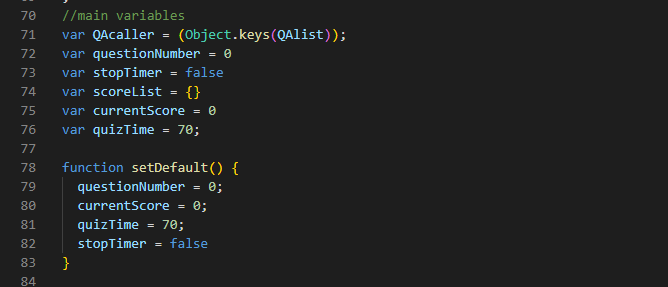 70 //main variables
71 var QAcaller = (Object.keys(QAlist));
72 var questionNumber = 0
73 var stopTimer = false
74 var scoreList = {}
75 var currentScore = 0
76 var quizTime = 70;
77
78 function setDefault() {
79   questionNumber = 0;
80   currentScore = 0;
81   quizTime = 70;
82   stopTimer = false
83 }
84